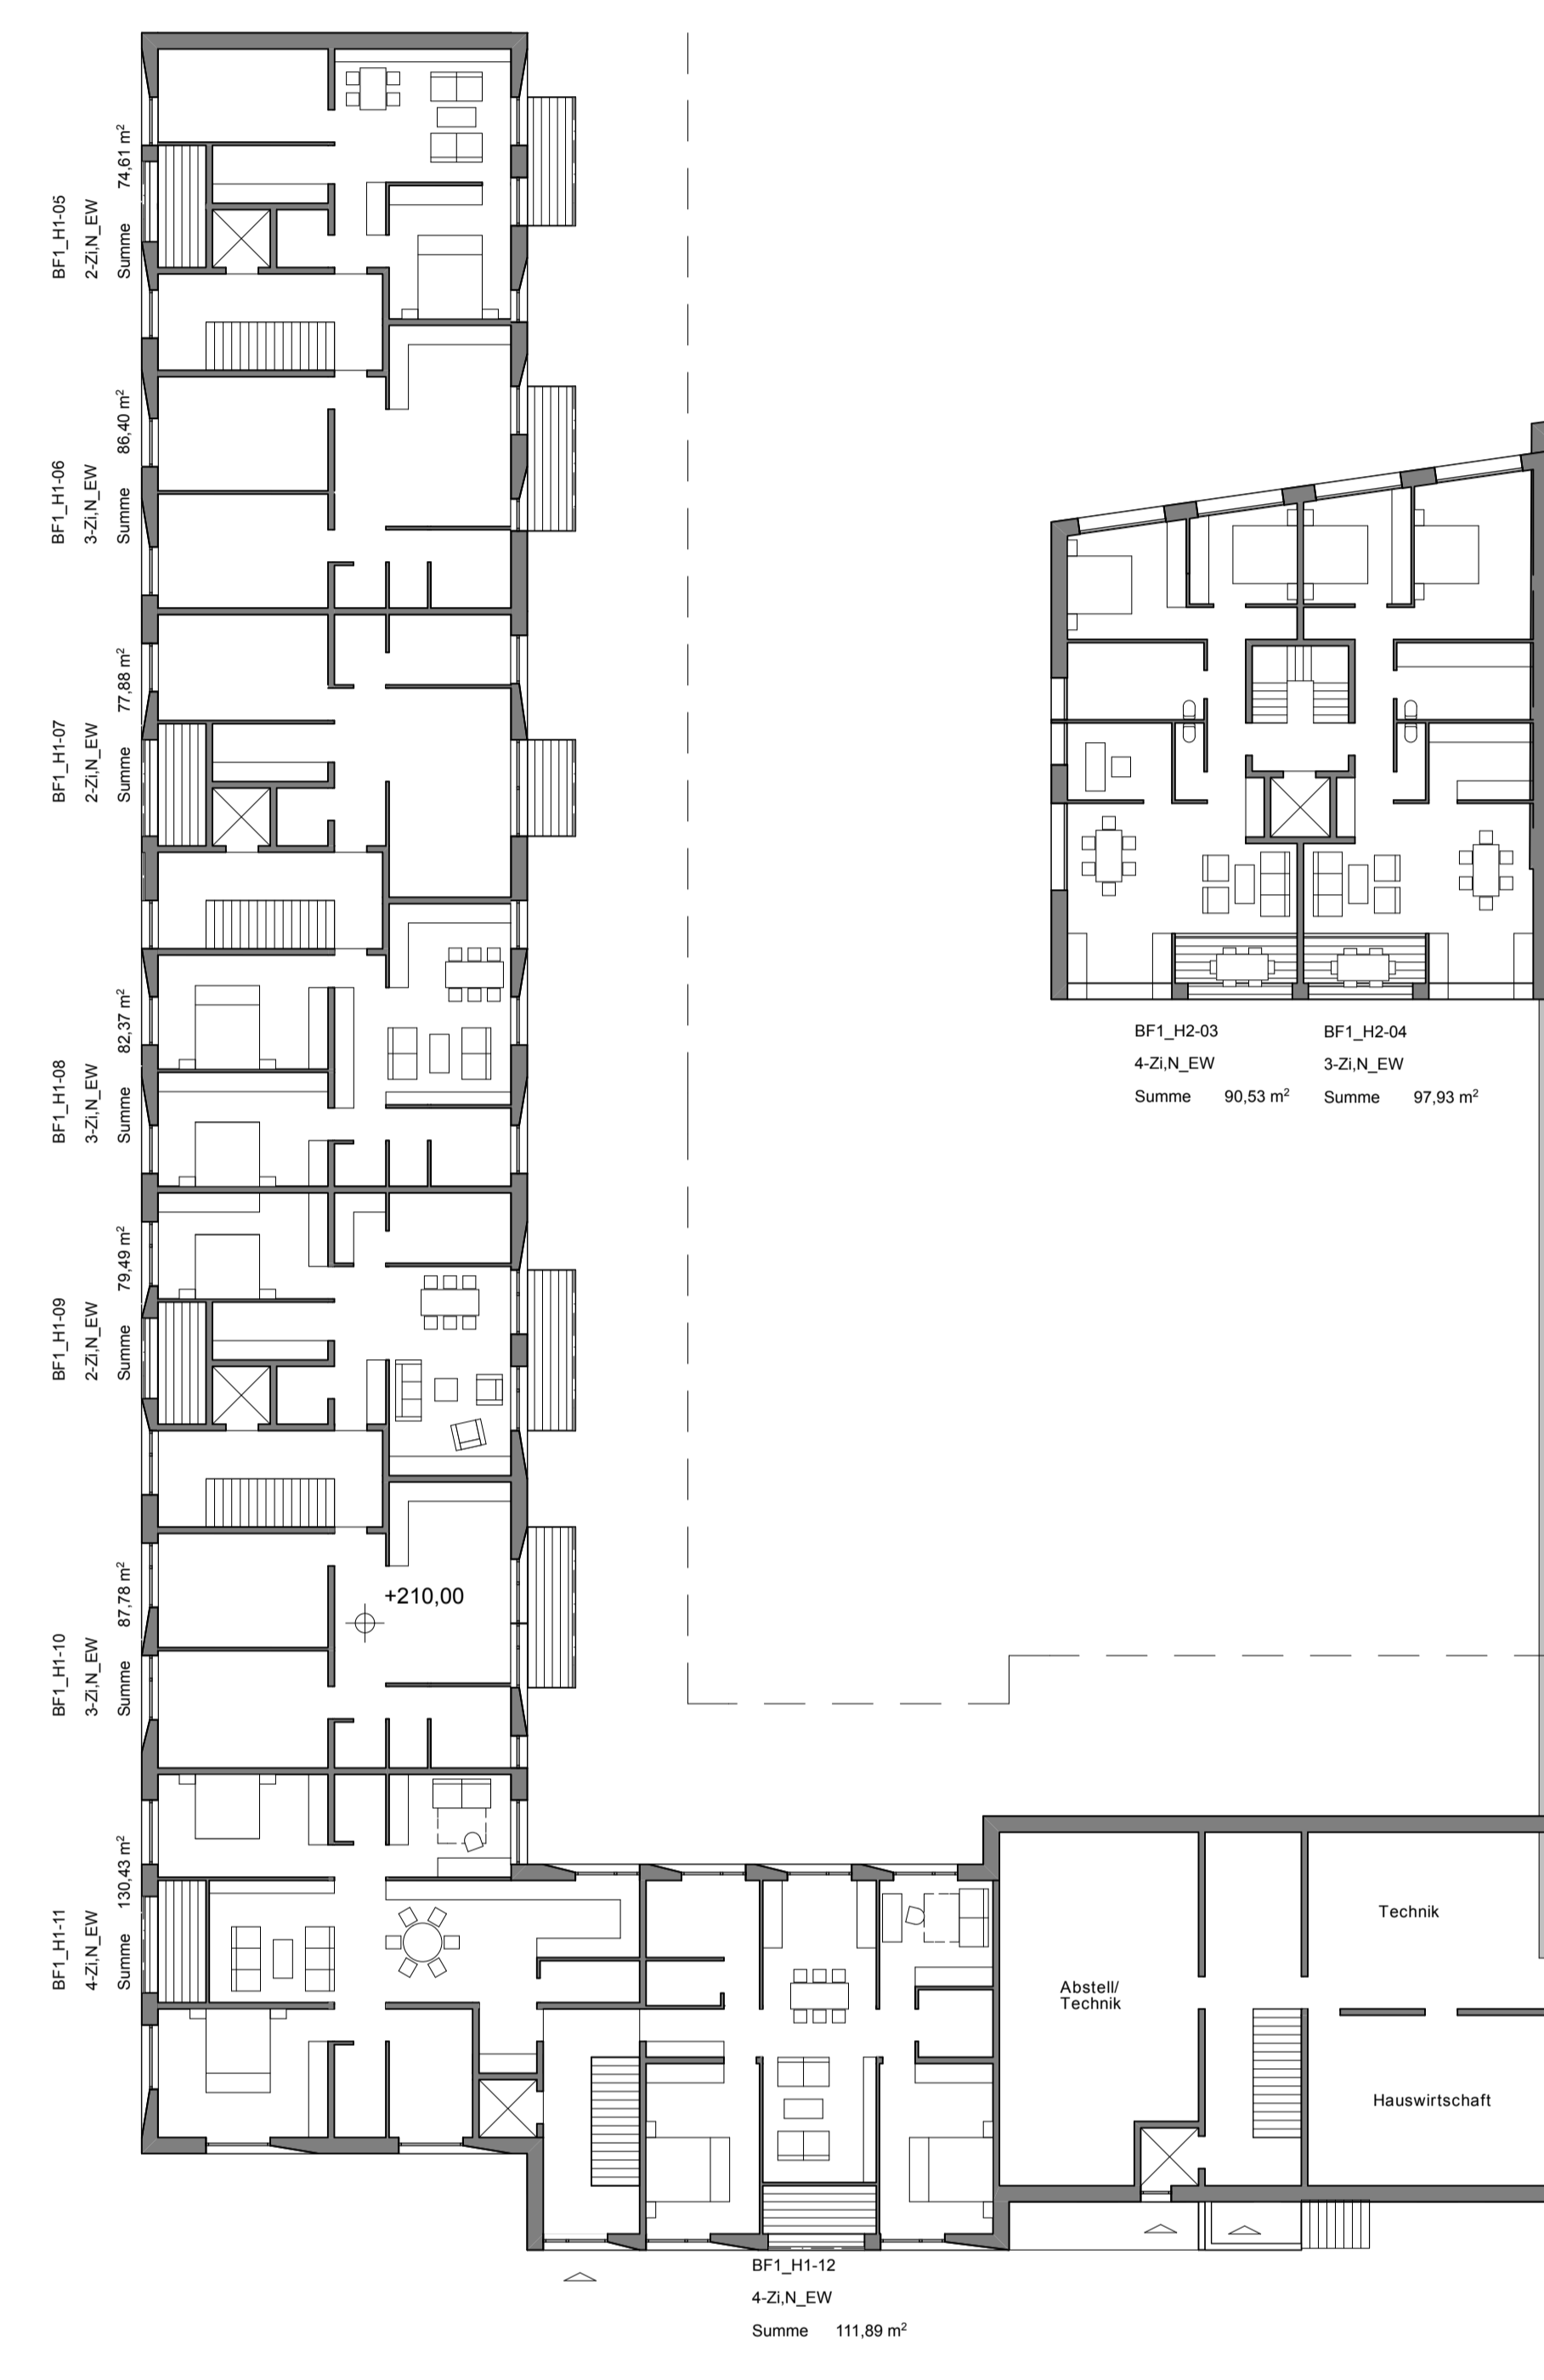 BF1_H1-05
2-Zi,N_EW
Summe 74,61 m²
BF1_H1-06
3-Zi,N_EW
Summe 86,40 m²
BF1_H1-07
2-Zi,N_EW
Summe 77,88 m²
BF1_H1-08
3-Zi,N_EW
Summe 82,37 m²
BF1_H1-09
2-Zi,N_EW
Summe 79,49 m²
BF1_H1-10
3-Zi,N_EW
Summe 87,78 m²
+210,00
BF1_H1-11
4-Zi,N_EW
Summe 130,43 m²
BF1_H2-03
4-Zi,N_EW
Summe 90,53 m²
BF1_H2-04
3-Zi,N_EW
Summe 97,93 m²
Technik
Abstell/
Technik
Hauswirtschaft
BF1_H1-12
4-Zi,N_EW
Summe 111,89 m²